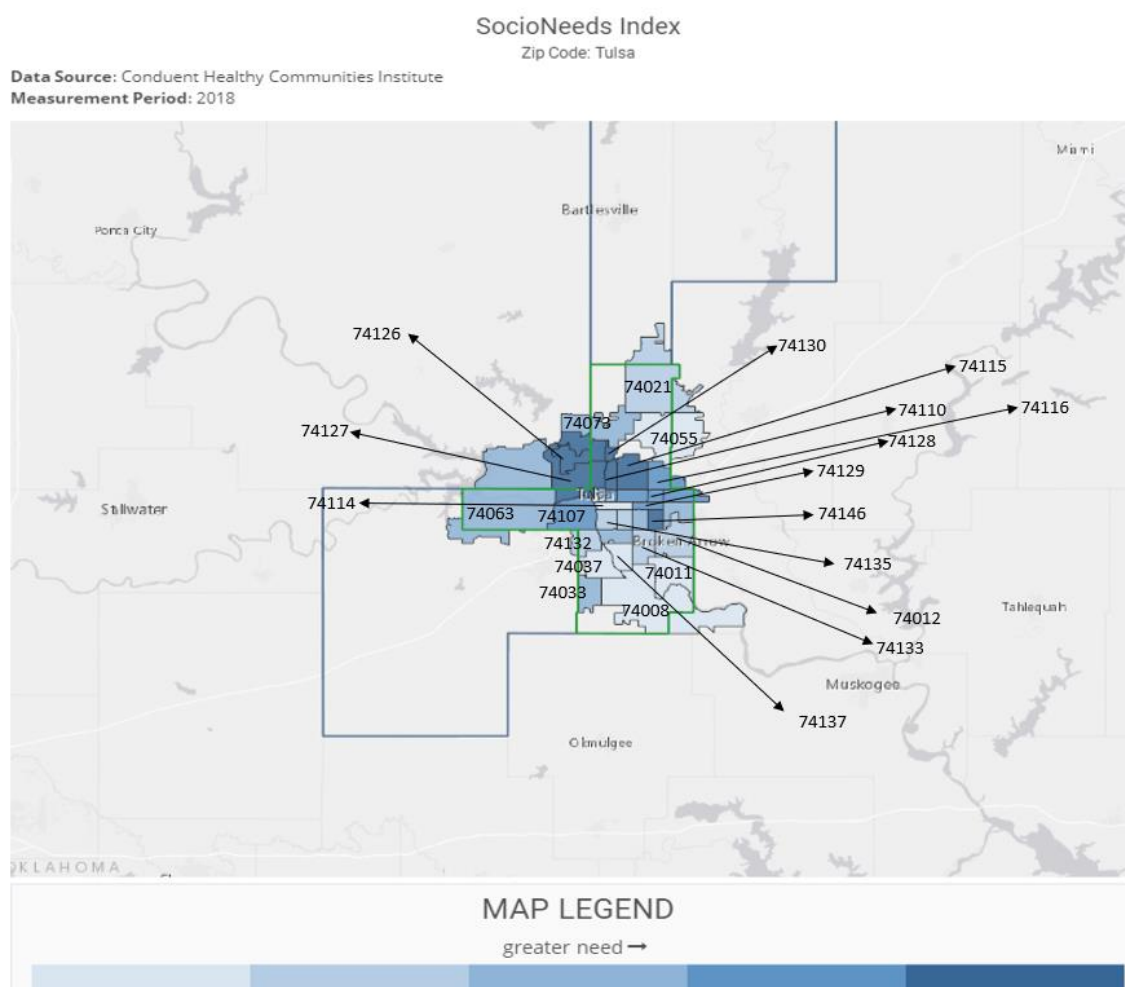 SocioNeeds Index
Zip Code: Tulsa
Data Source: Conduent Healthy Communities Institute
Measurement Period: 2018
Miami
Bartlesville
Ponca City
74126
74130
74115
74021
74110
74116
74073
74127
74055
74128
74129
74114
Tulsa
Stillwater
74063
74107
74146
74132
Broken Arrow
74135
74037
74011
74033
74008
Tahlequah
74012
74133
Muskogee
74137
Okmulgee
OKLAHOMA
MAP LEGEND
greater need →